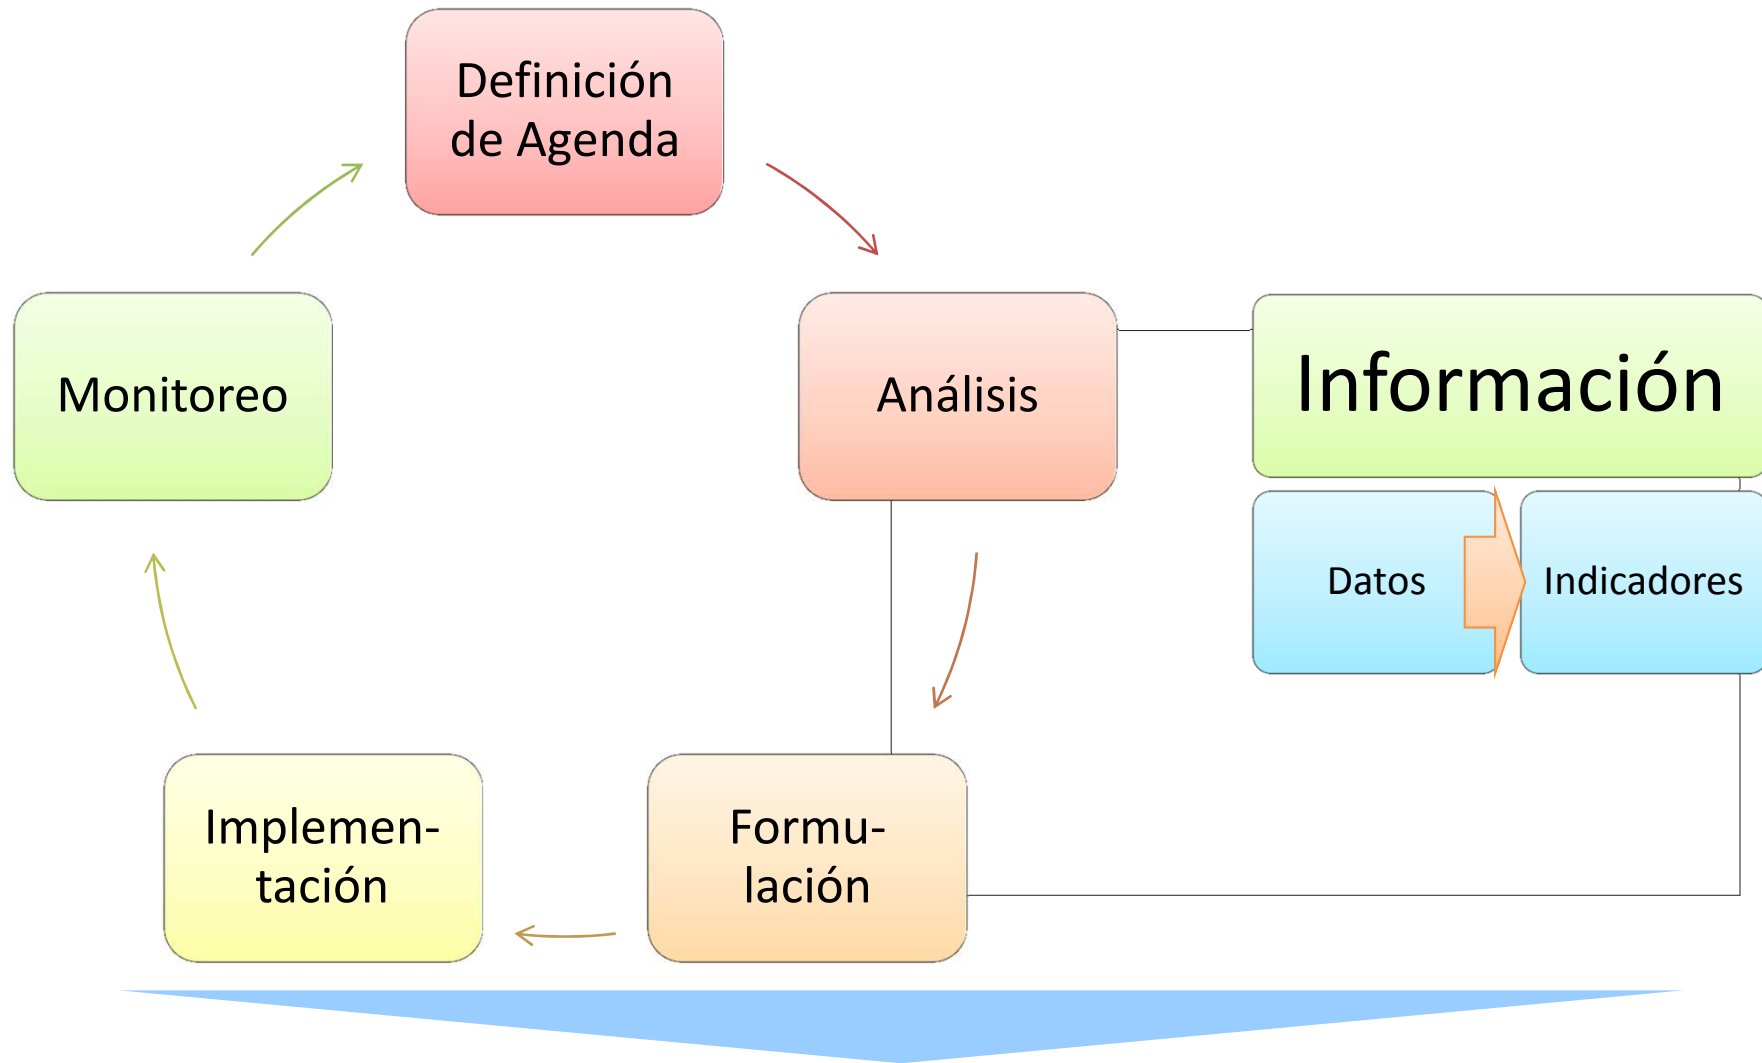 Definición
de Agenda
Monitoreo
Análisis
Información
Datos
Indicadores
Implemen-
tación
Formu-
lación